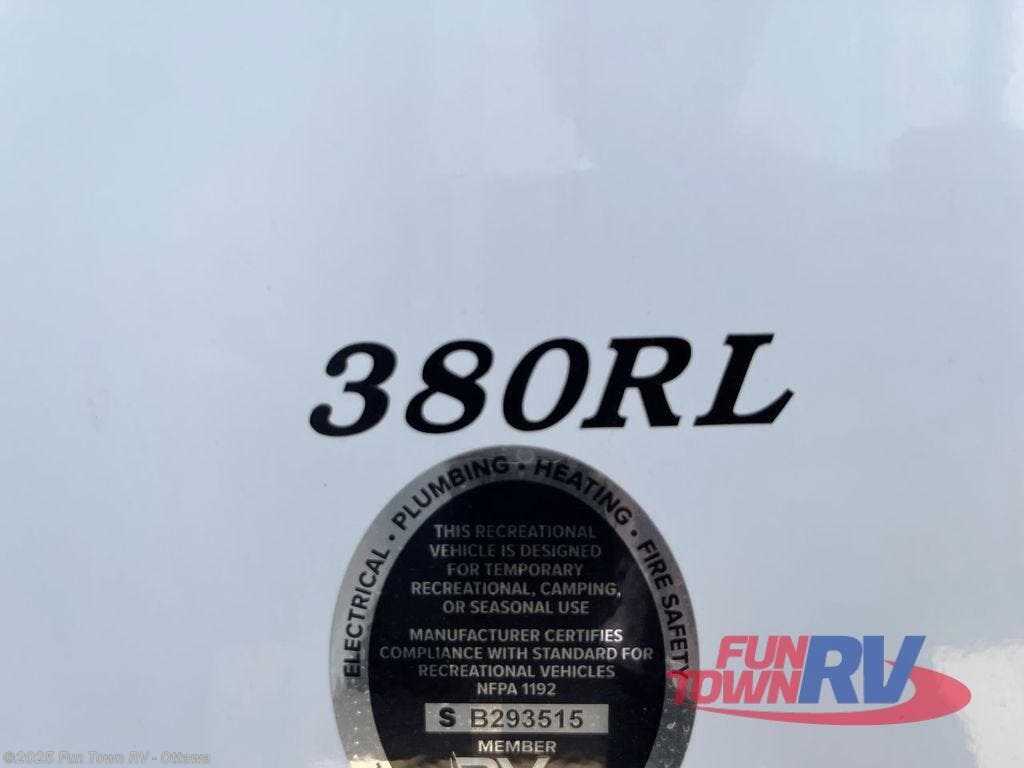 380RL
ELECTRICAL • PLUMBING • HEATING • FIRE SAFETY
THIS RECREATIONAL
VEHICLE IS DESIGNED
FOR TEMPORARY
RECREATIONAL, CAMPING,
OR SEASONAL USE
MANUFACTURER CERTIFIES
COMPLIANCE WITH STANDARD FOR
RECREATIONAL VEHICLES
NFPA 1192
S B293515
MEMBER
RV
FUN
TOWN RV
©2025 Fun Town RV - Ottawa